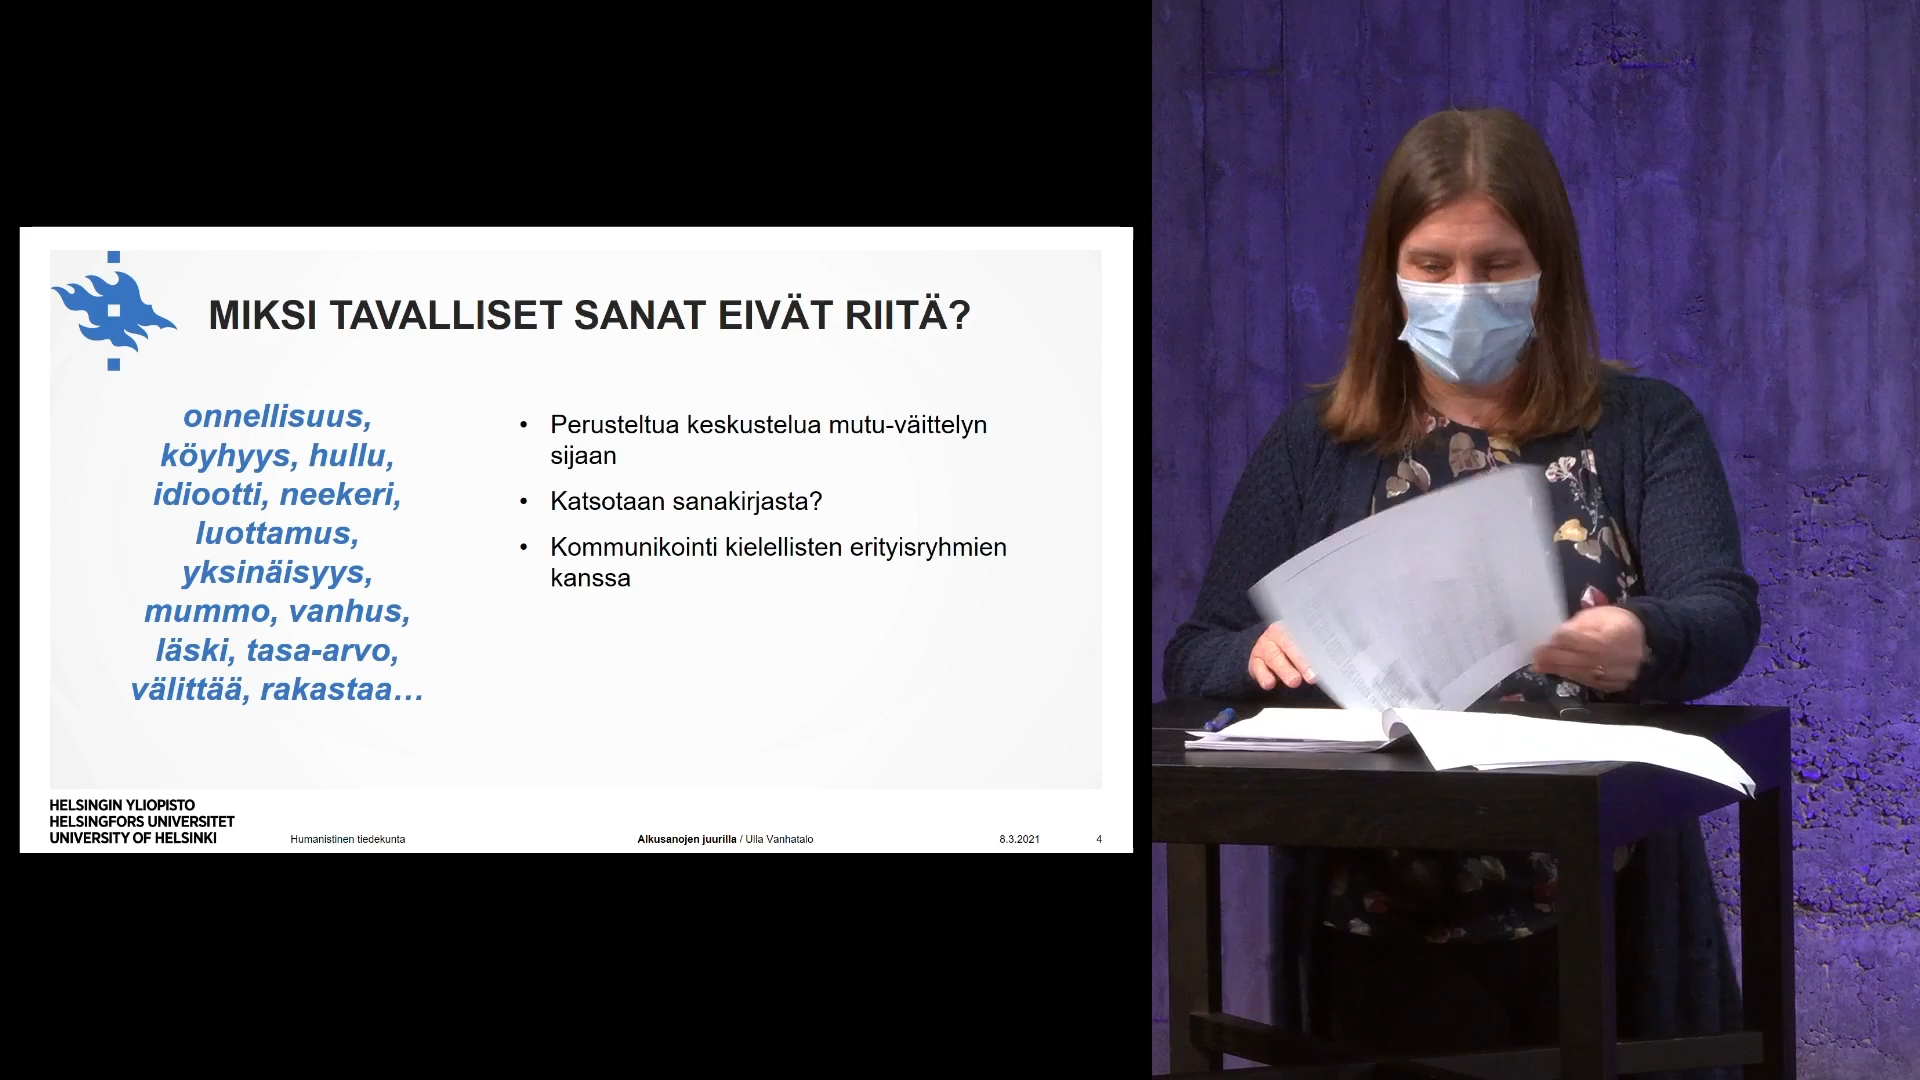 MIKSI TAVALLISET SANAT EIVÄT RIITÄ?
onnellisuus,
köyhyys, hullu,
idiootti, neekeri,
luottamus,
yksinäisyys,
mummo, vanhus,
läski, tasa-arvo,
välittää, rakastaa…
• Perusteltua keskustelua mutu-väittelyn
sijaan
• Katsotaan sanakirjasta?
• Kommunikointi kielellisten erityisryhmien
kanssa
HELSINGIN YLIOPISTO
HELSINGFORS UNIVERSITET
UNIVERSITY OF HELSINKI
Humanistinen tiedekunta
Alkusanojen juurilla / Ulla Vanhatalo
8.3.2021
4